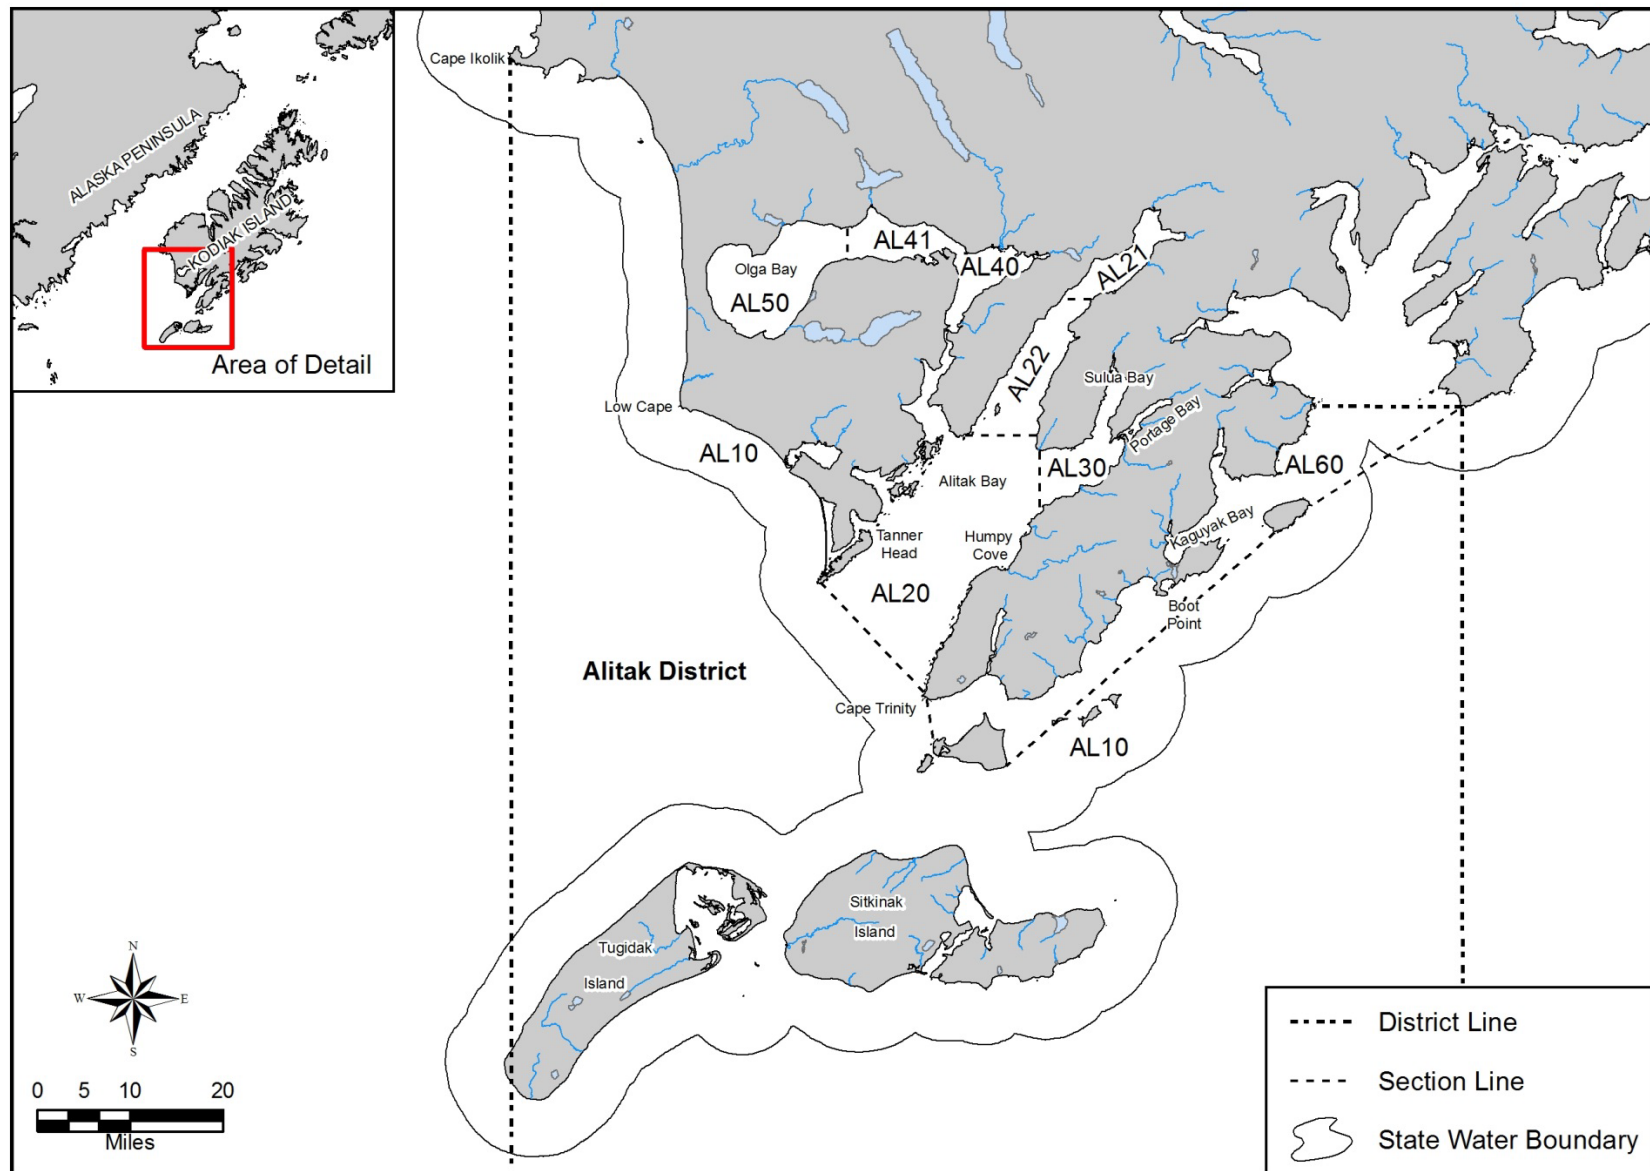 Cape Ikolik
ALASKA PENINSULA
KODIAK ISLAND
Area of Detail
AL41
AL40
AL21
Olga Bay
AL50
AL22
Sulua Bay
Low Cape
Portage Bay
AL10
AL30
AL60
Alitak Bay
Kaguyak Bay
Tanner
Head
Humpy
Cove
AL20
Boot
Point
Alitak District
Cape Trinity
AL10
Sitkinak
Island
Tugidak
Island
N
W
E
S
0 5 10 20
Miles
District Line
Section Line
State Water Boundary